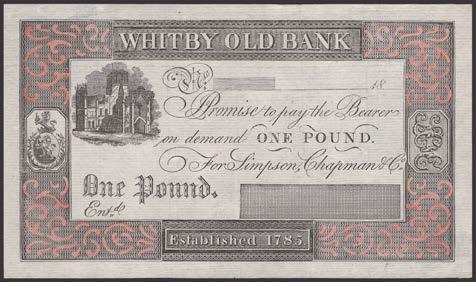 WHITBY OLD BANK
No.
18
I Promise to pay the Bearer
on demand ONE POUND.
For Simpson, Chapman & Co.
One Pound.
Ent.d
Established 1785